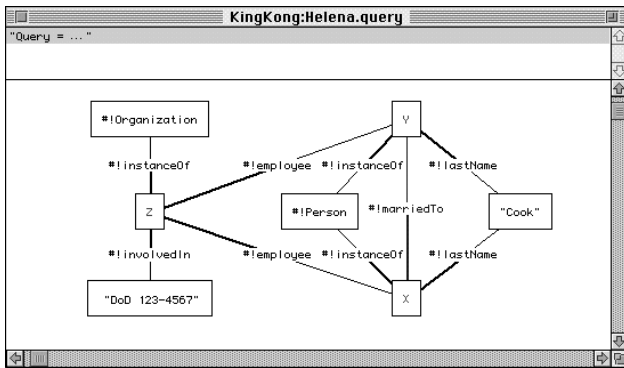 KingKong:Helena.query
"Query = ..."
#!Organization
Y
#!instanceOf
#!employee
#!instanceOf
#!lastName
Z
#!Person
#!marriedTo
"Cook"
#!involvedIn
#!employee
#!instanceOf
#!lastName
"DoD 123-4567"
X